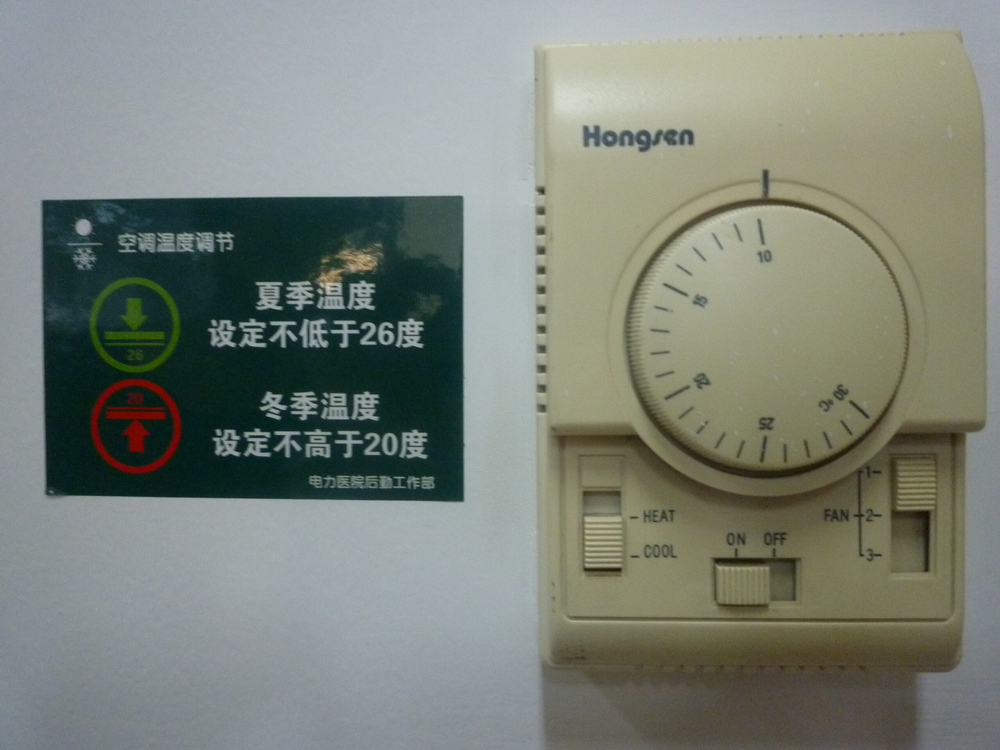 空调温度调节
夏季温度
设定不低于26度
26
20
冬季温度
设定不高于20度
电力医院后勤工作部
Hongsen
10
15
20
25
30
°C
HEAT
COOL
ON OFF
FAN
1
2
3